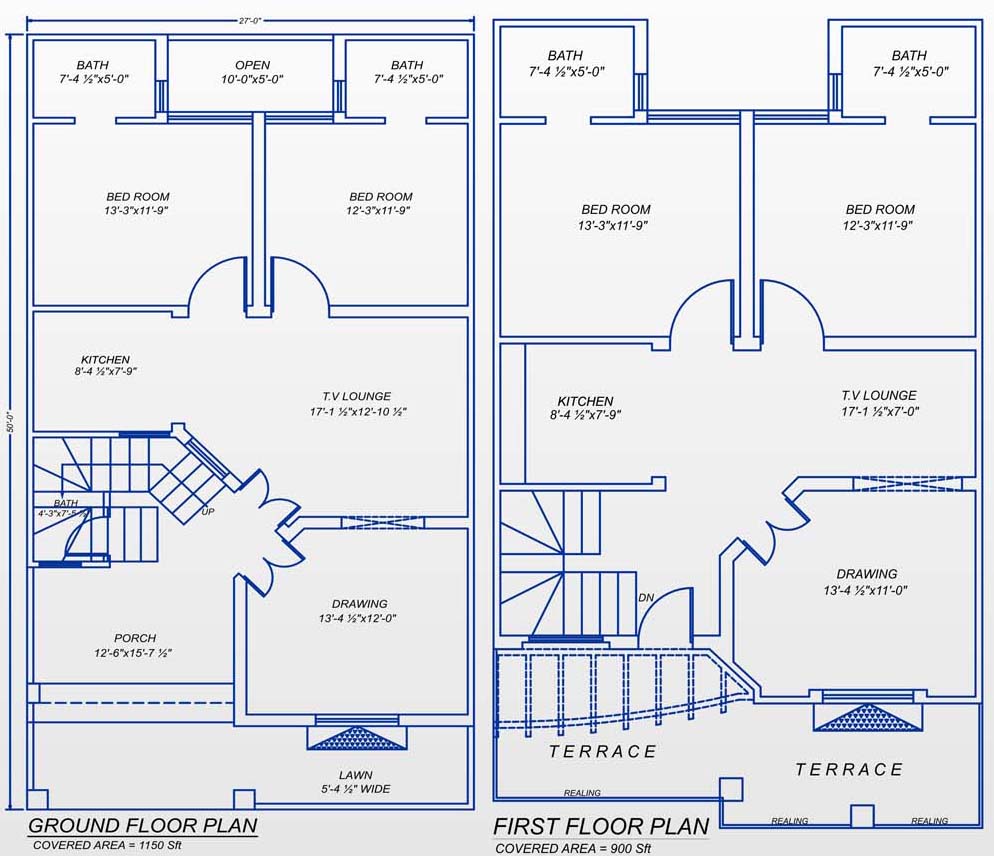 27'-0"
50'-0"
BATH
7'-4 ½"x5'-0"
OPEN
10'-0"x5'-0"
BATH
7'-4 ½"x5'-0"
BED ROOM
13'-3"x11'-9"
BED ROOM
12'-3"x11'-9"
KITCHEN
8'-4 ½"x7'-9"
T.V LOUNGE
17'-1 ½"x12'-10 ½"
BATH
4'-3"x7'-5 ½"
UP
DRAWING
13'-4 ½"x12'-0"
PORCH
12'-6"x15'-7 ½"
LAWN
5'-4 ½" WIDE
GROUND FLOOR PLAN
COVERED AREA = 1150 Sft
BATH
7'-4 ½"x5'-0"
BATH
7'-4 ½"x5'-0"
BED ROOM
13'-3"x11'-9"
BED ROOM
12'-3"x11'-9"
KITCHEN
8'-4 ½"x7'-9"
T.V LOUNGE
17'-1 ½"x7'-0"
DN
DRAWING
13'-4 ½"x11'-0"
TERRACE
TERRACE
REALING
REALING
REALING
FIRST FLOOR PLAN
COVERED AREA = 900 Sft